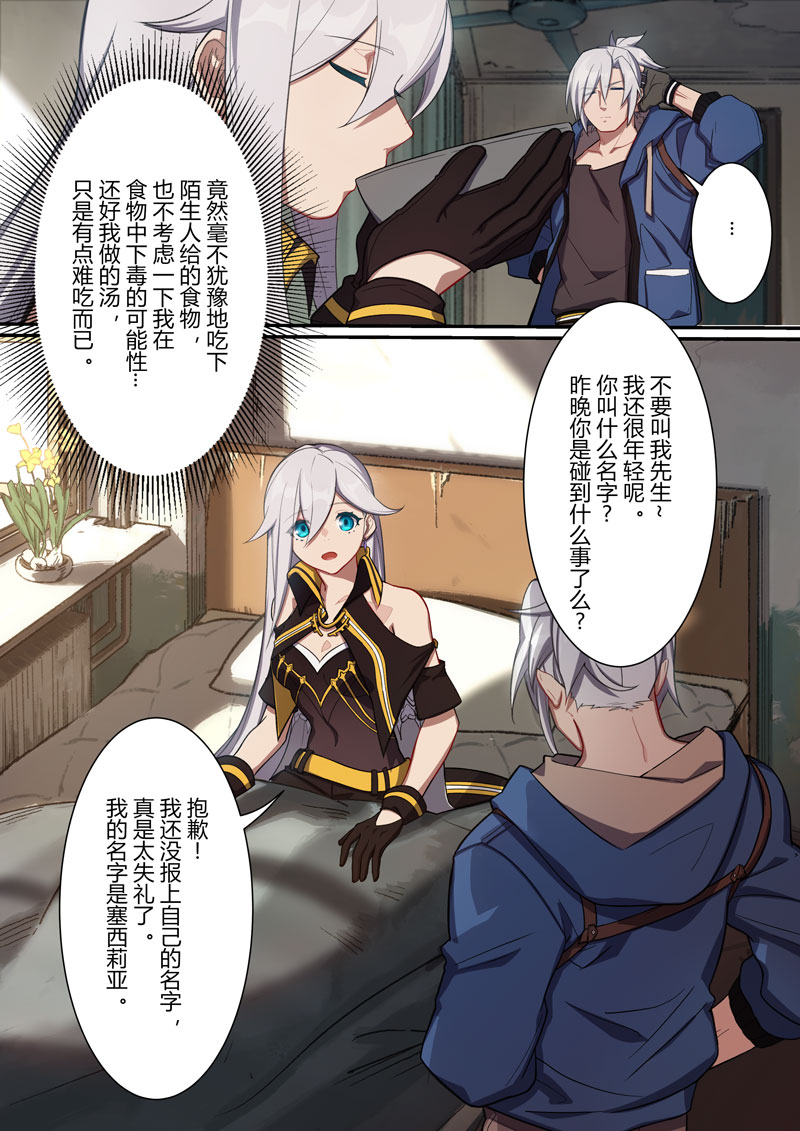 …
竟然毫不犹豫地吃下
陌生人给的食物，
也不考虑一下我在
食物中下毒的可能性…
还好我做的汤，
只是有点难吃而已。
不要叫我先生~
我还很年轻呢。
你叫什么名字？
昨晚你是碰到什么事了么？
抱歉！
我还没报上自己的名字，
真是太失礼了。
我的名字是塞西莉亚。